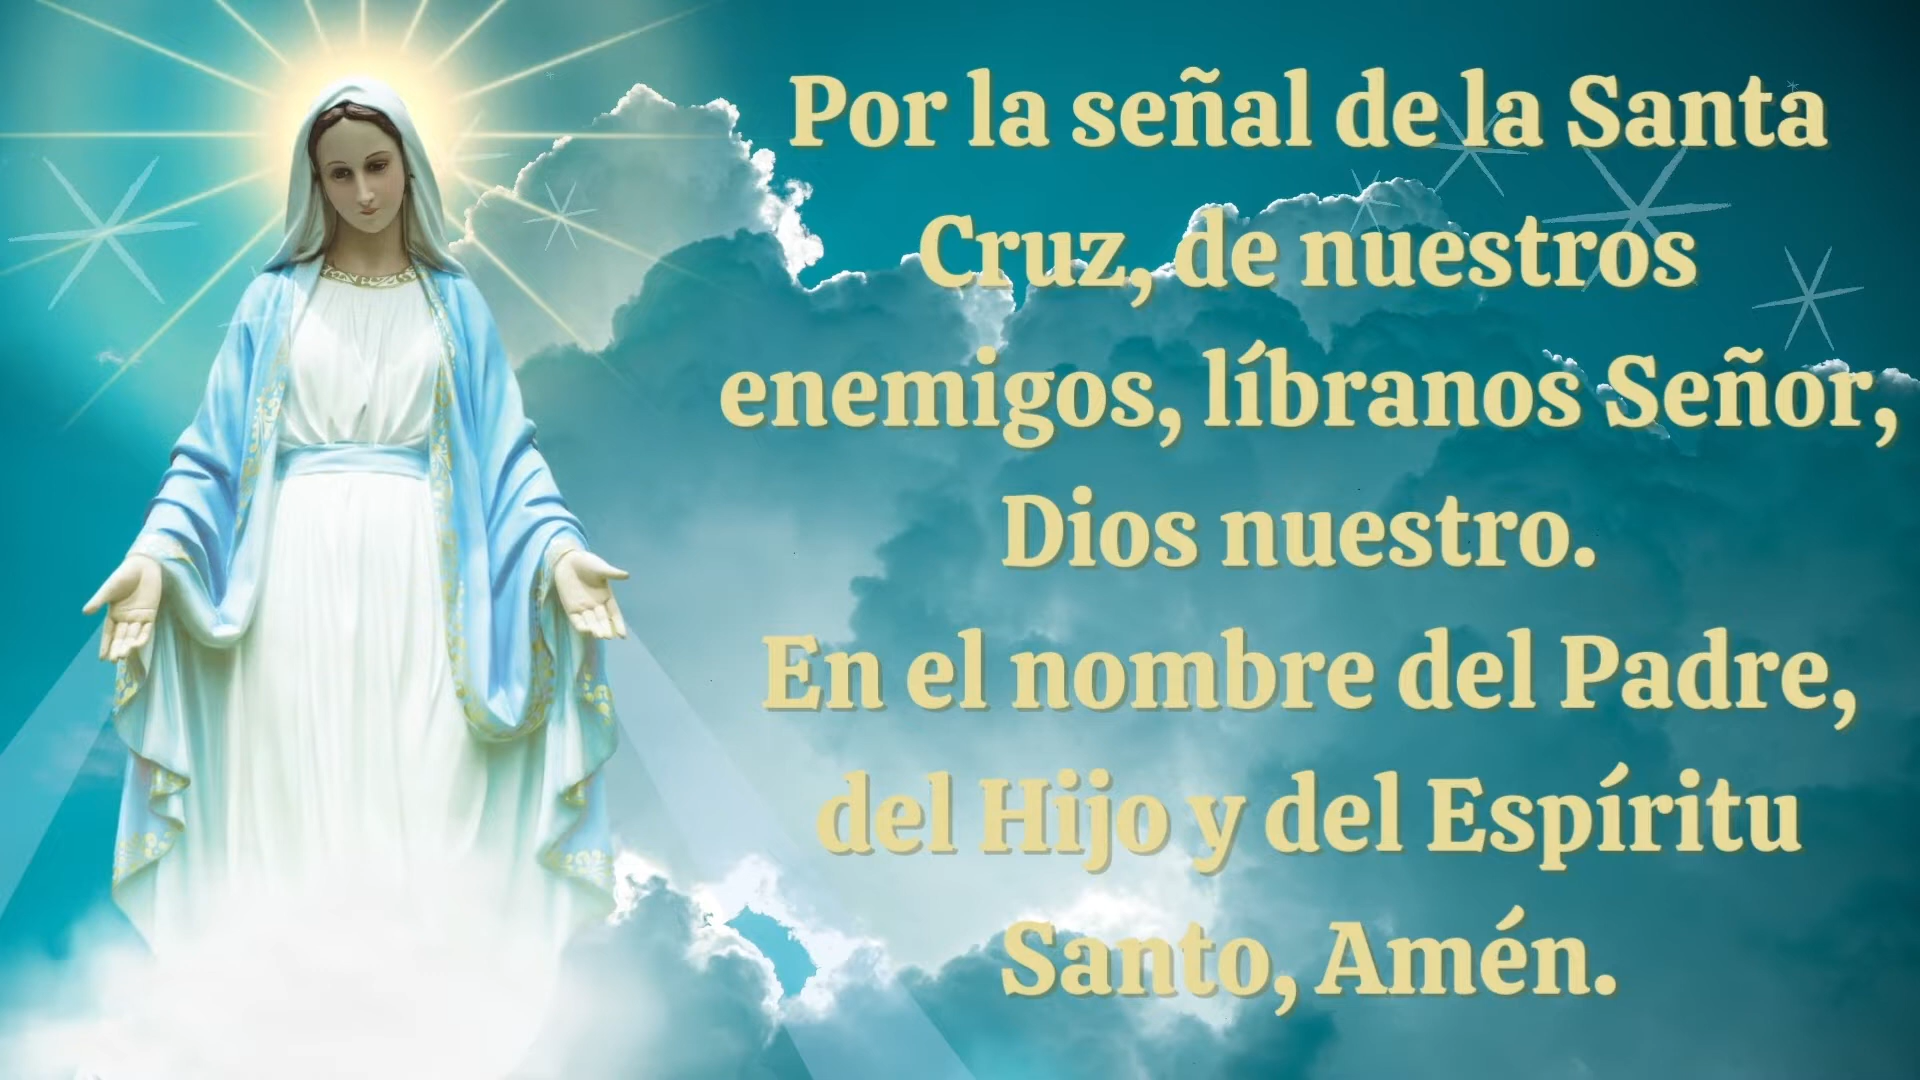 Por la señal de la Santa
Cruz, de nuestros
enemigos, líbranos Señor,
Dios nuestro.
En el nombre del Padre,
del Hijo y del Espíritu
Santo, Amén.